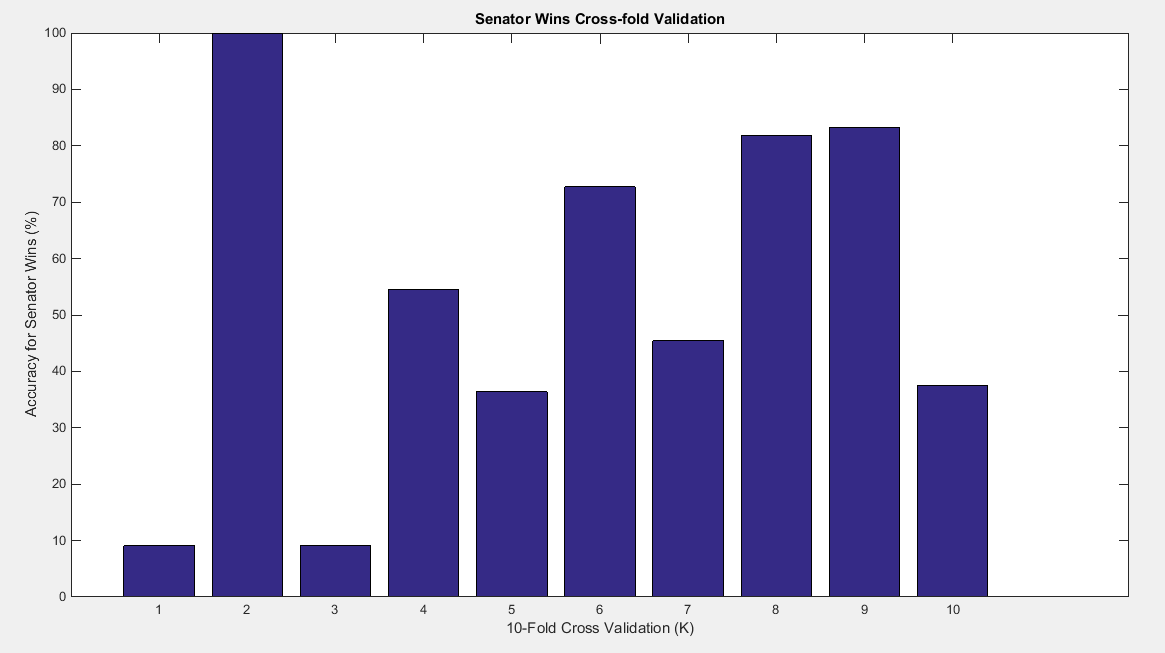 Senator Wins Cross-fold Validation
100
90
80
70
60
50
40
30
20
10
0
Accuracy for Senator Wins (%)
1 2 3 4 5 6 7 8 9 10
10-Fold Cross Validation (K)